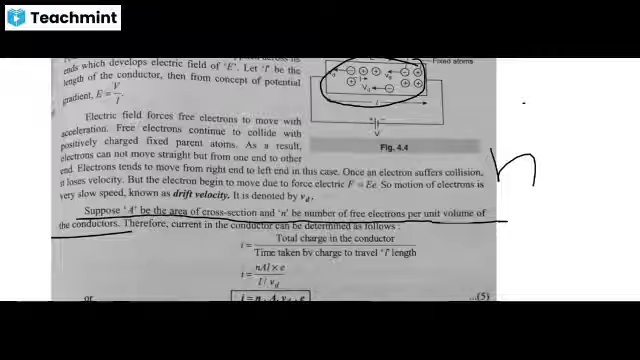 Teachmint
ends which develops electric field of 'E'. Let 'l' be the
length of the conductor, then from concept of potential
gradient, E = V/l.
Fixed atoms
Vd
l
V
Fig. 4.4
Electric field forces free electrons to move with
acceleration. Free electrons continue to collide with
positively charged fixed parent atoms. As a result,
electrons can not move straight but from one end to other
end. Electrons tends to move from right end to left end in this case. Once an electron suffers collision,
it loses velocity. But the electron begin to move due to force electric F = Ee. So motion of electrons is
very slow speed, known as drift velocity. It is denoted by vd.
n
Suppose 'A' be the area of cross-section and 'n' be number of free electrons per unit volume of
the conductors. Therefore, current in the conductor can be determined as follows :
i = Total charge in the conductor / Time taken by charge to travel 'l' length
i = nAl × e / l / vd
or i = n . A. vd . e ...(5)